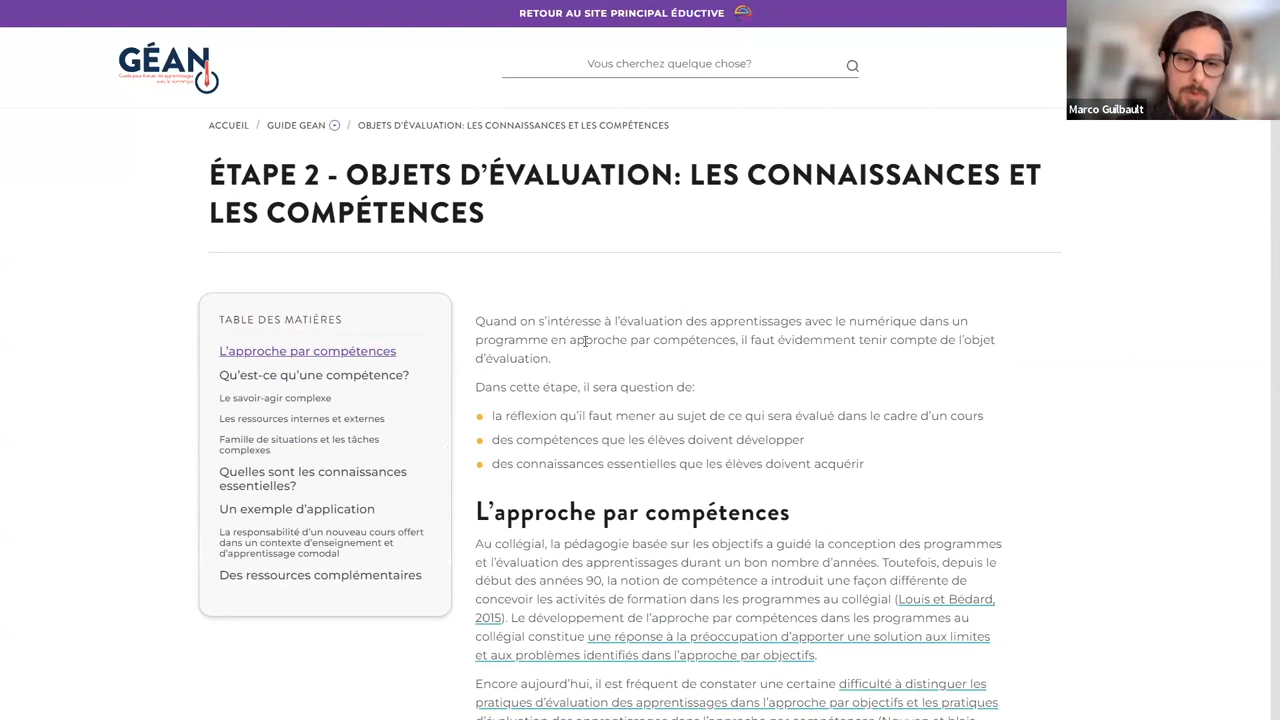 RETOUR AU SITE PRINCIPAL ÉDUCTIVE
GÉAN
Vous cherchez quelque chose?
Marco Guilbault
ACCUEIL / GUIDE GEAN / OBJETS D'ÉVALUATION: LES CONNAISSANCES ET LES COMPÉTENCES
ÉTAPE 2 - OBJETS D'ÉVALUATION: LES CONNAISSANCES ET
LES COMPÉTENCES
TABLE DES MATIÈRES
L'approche par compétences
Qu'est-ce qu'une compétence?
Le savoir-agir complexe
Les ressources internes et externes
Famille de situations et les tâches
complexes
Quelles sont les connaissances
essentielles?
Un exemple d'application
La responsabilité d'un nouveau cours offert
dans un contexte d'enseignement et
d'apprentissage comodal
Des ressources complémentaires
Quand on s'intéresse à l'évaluation des apprentissages avec le numérique dans un
programme en approche par compétences, il faut évidemment tenir compte de l'objet
d'évaluation.
Dans cette étape, il sera question de:
la réflexion qu'il faut mener au sujet de ce qui sera évalué dans le cadre d'un cours
des compétences que les élèves doivent développer
des connaissances essentielles que les élèves doivent acquérir
L'approche par compétences
Au collégial, la pédagogie basée sur les objectifs a guidé la conception des programmes
et l'évaluation des apprentissages durant un bon nombre d'années. Toutefois, depuis le
début des années 90, la notion de compétence a introduit une façon différente de
concevoir les activités de formation dans les programmes au collégial (Louis et Bédard,
2015). Le développement de l'approche par compétences dans les programmes au
collégial constitue une réponse à la préoccupation d'apporter une solution aux limites
et aux problèmes identifiés dans l'approche par objectifs.
Encore aujourd'hui, il est fréquent de constater une certaine difficulté à distinguer les
pratiques d'évaluation des apprentissages dans l'approche par objectifs et les pratiques